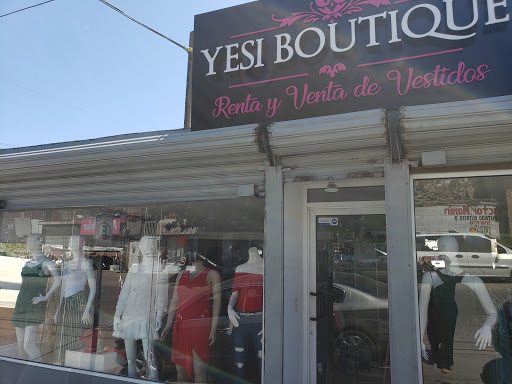 YESI BOUTIQUE
Renta y Venta de Vestidos